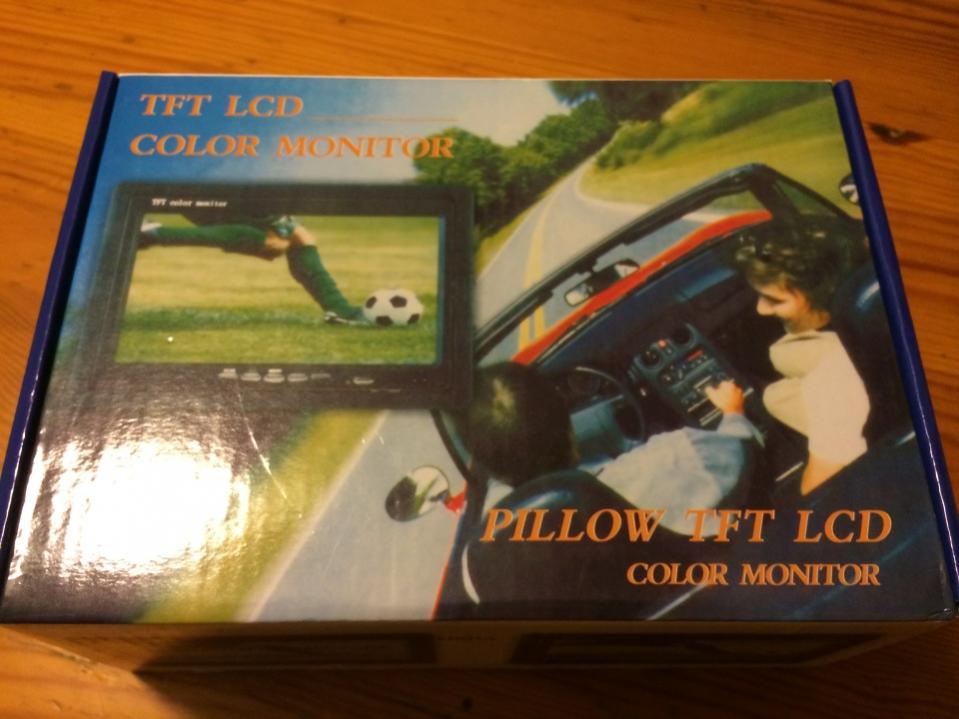 TFT LCD
COLOR MONITOR
TFT color monitor
PILLOW TFT LCD
COLOR MONITOR